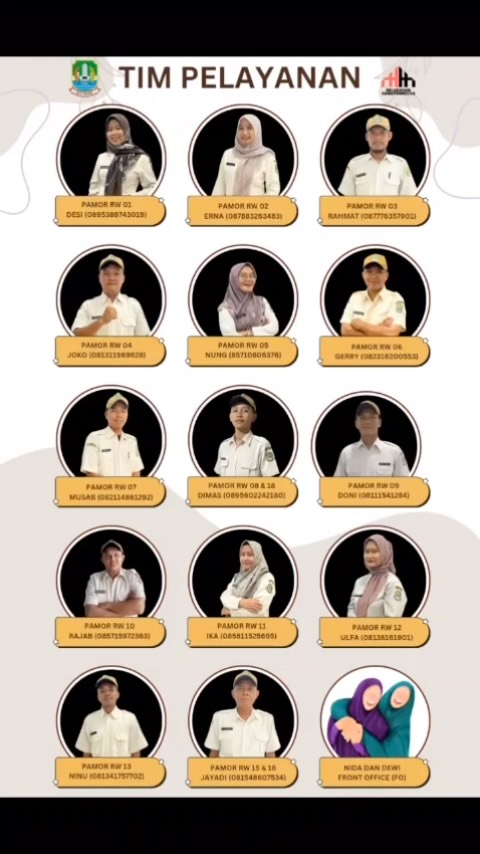 TIM PELAYANAN
PAMOR RW 01
DESI (0895389743019)
PAMOR RW 02
ERNA (087883263483)
PAMOR RW 03
RAHMAT (087776357901)
PAMOR RW 04
JOKO (081311969628)
PAMOR RW 05
NUNG (85710806376)
PAMOR RW 06
GERRY (082316200553)
PAMOR RW 07
MUSAB (082114861292)
PAMOR RW 08 & 18
DIMAS (0895602242180)
PAMOR RW 09
DONI (08111541284)
PAMOR RW 10
RAJAB (085715972363)
PAMOR RW 11
IKA (085811525695)
PAMOR RW 12
ULFA (08138161901)
PAMOR RW 13
NINU (081341757702)
PAMOR RW 15 & 16
JAYADI (081548607534)
NIDA DAN DEWI
FRONT OFFICE (FO)